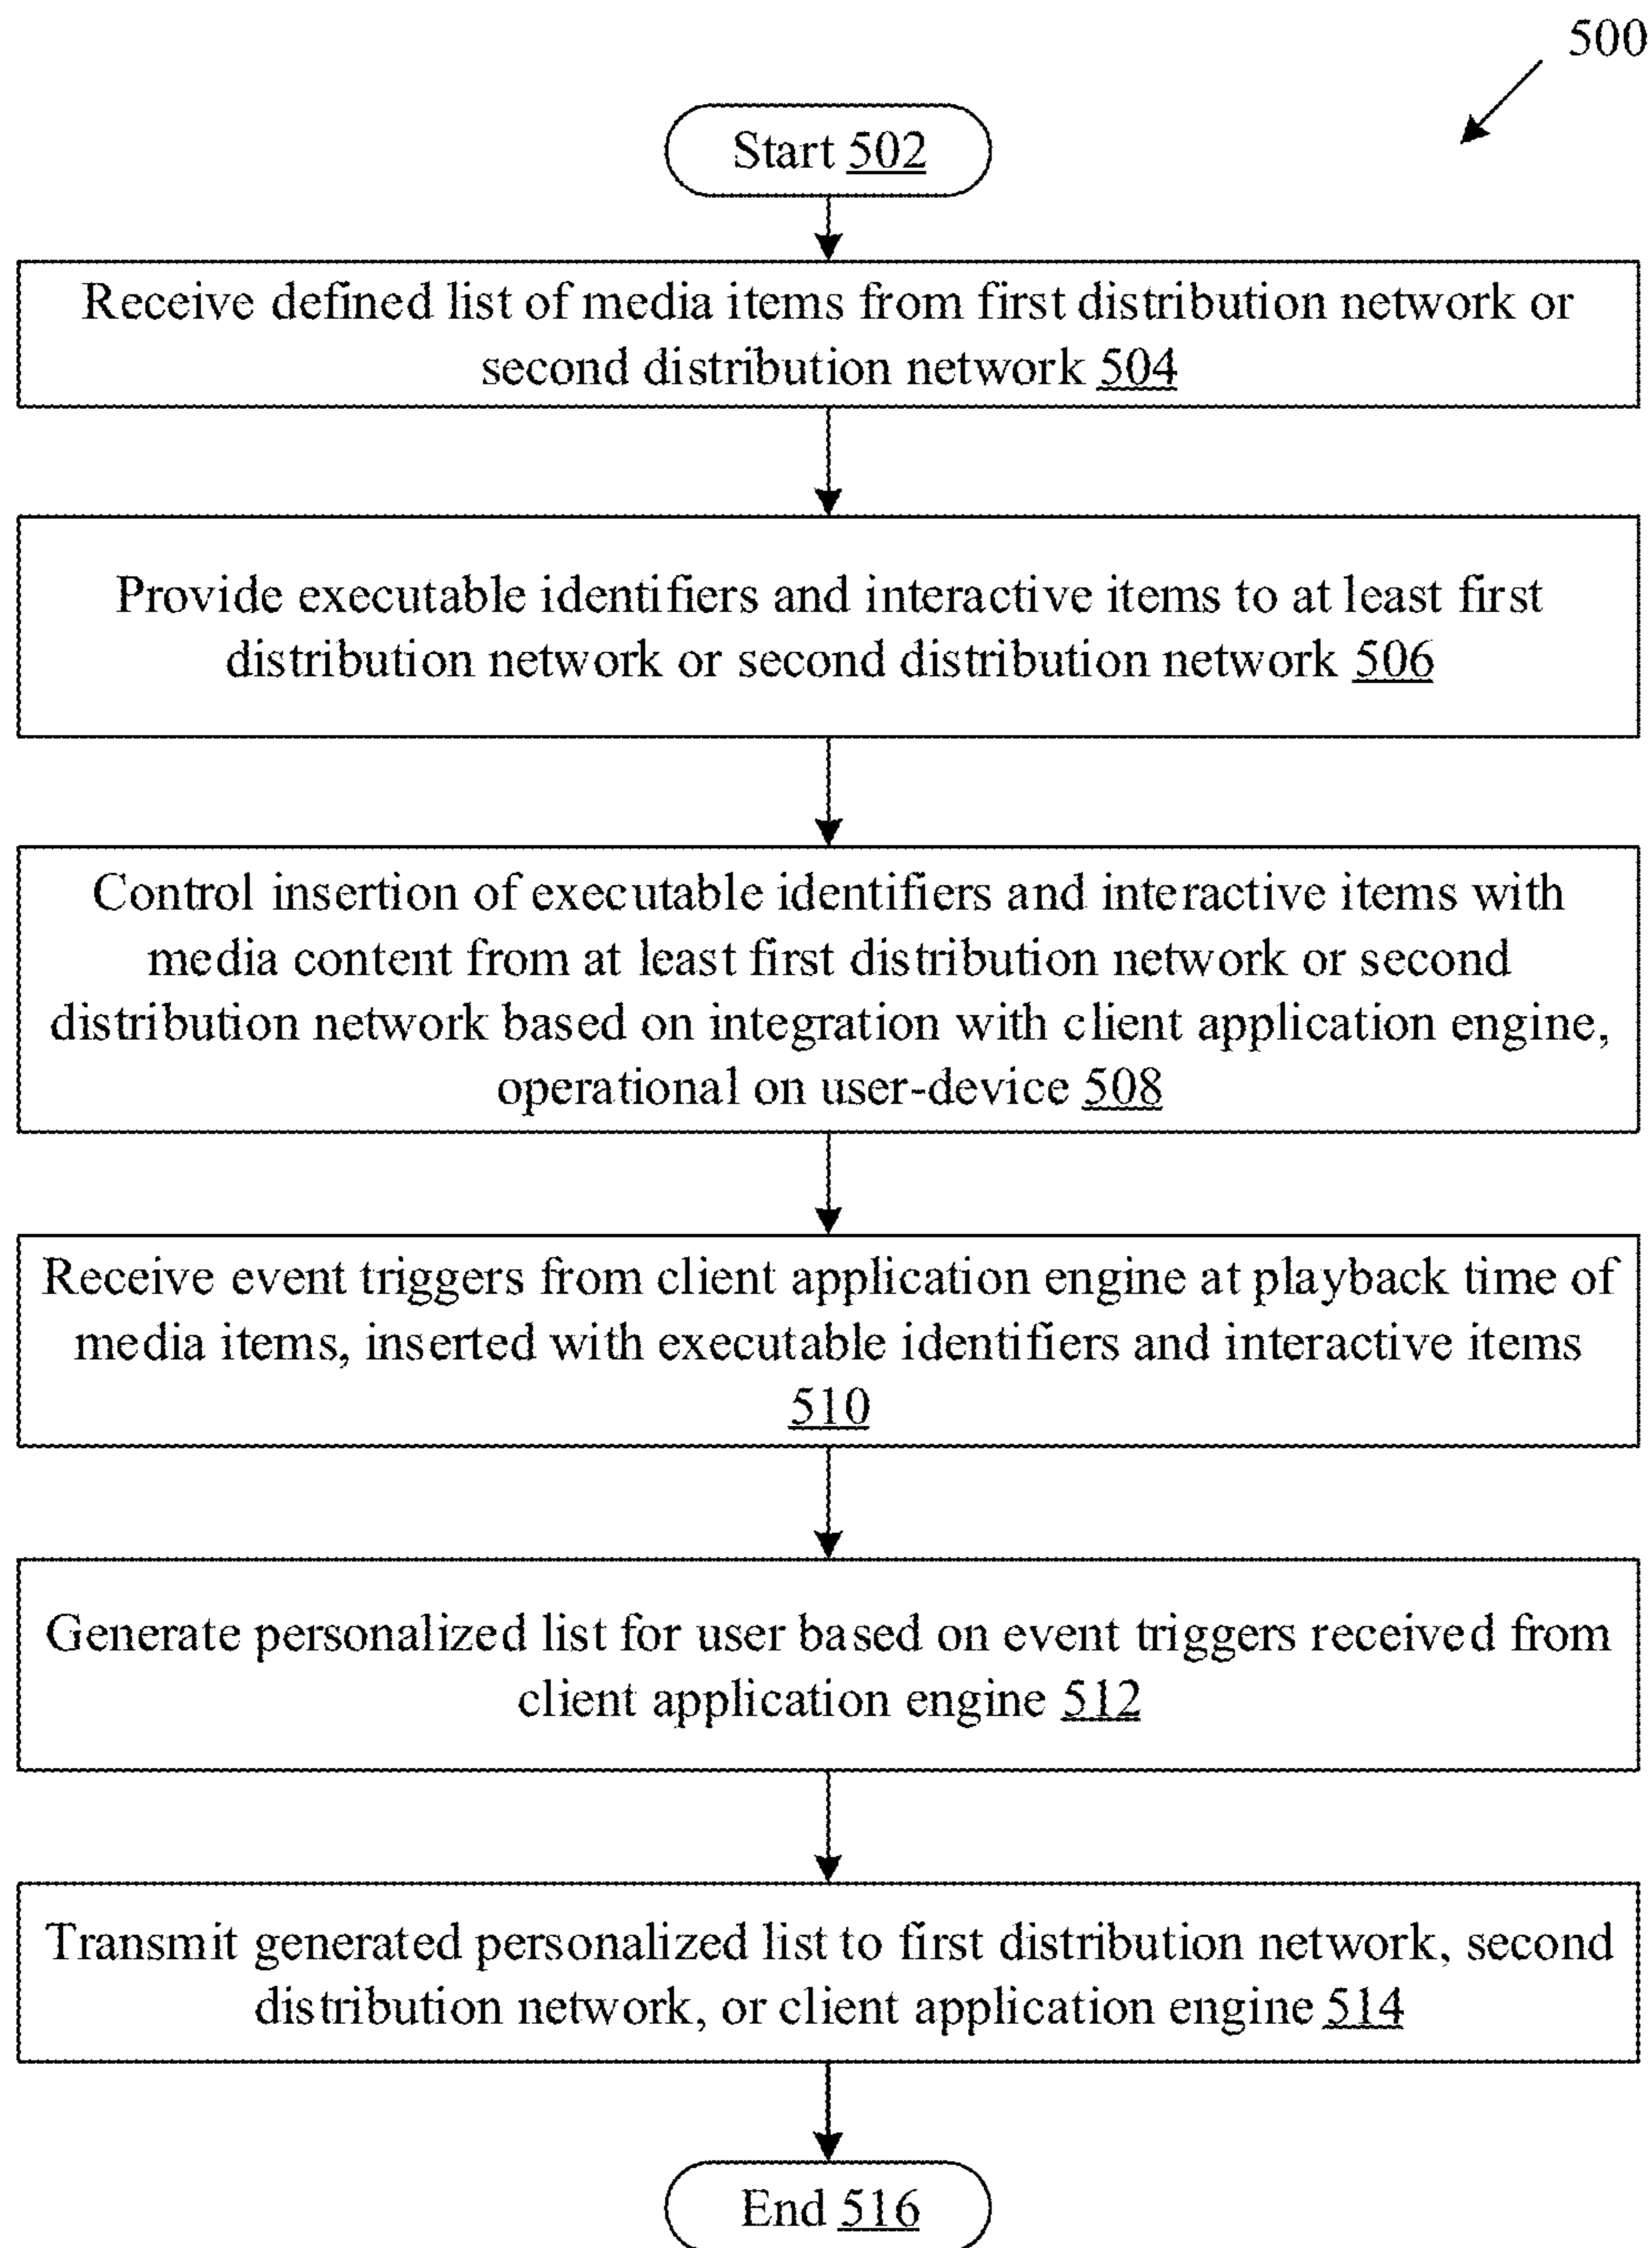 500
Start 502
Receive defined list of media items from first distribution network or
second distribution network 504
Provide executable identifiers and interactive items to at least first
distribution network or second distribution network 506
Control insertion of executable identifiers and interactive items with
media content from at least first distribution network or second
distribution network based on integration with client application engine,
operational on user-device 508
Receive event triggers from client application engine at playback time of
media items, inserted with executable identifiers and interactive items
510
Generate personalized list for user based on event triggers received from
client application engine 512
Transmit generated personalized list to first distribution network, second
distribution network, or client application engine 514
End 516